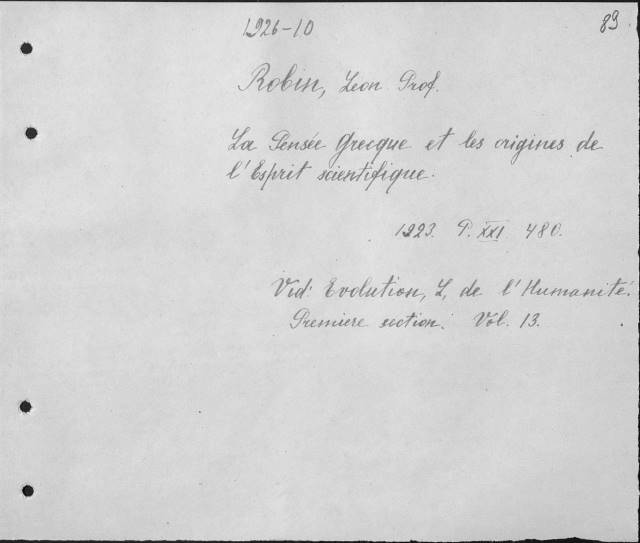 1926-10
89
Robin, Leon Prof.
La Pensée Grecque et les origines de
l'Esprit scientifique.
1923. P. XXI 480.
Vid: Evolution, L, de l'Humanité.
Premiere section. Vol. 13.